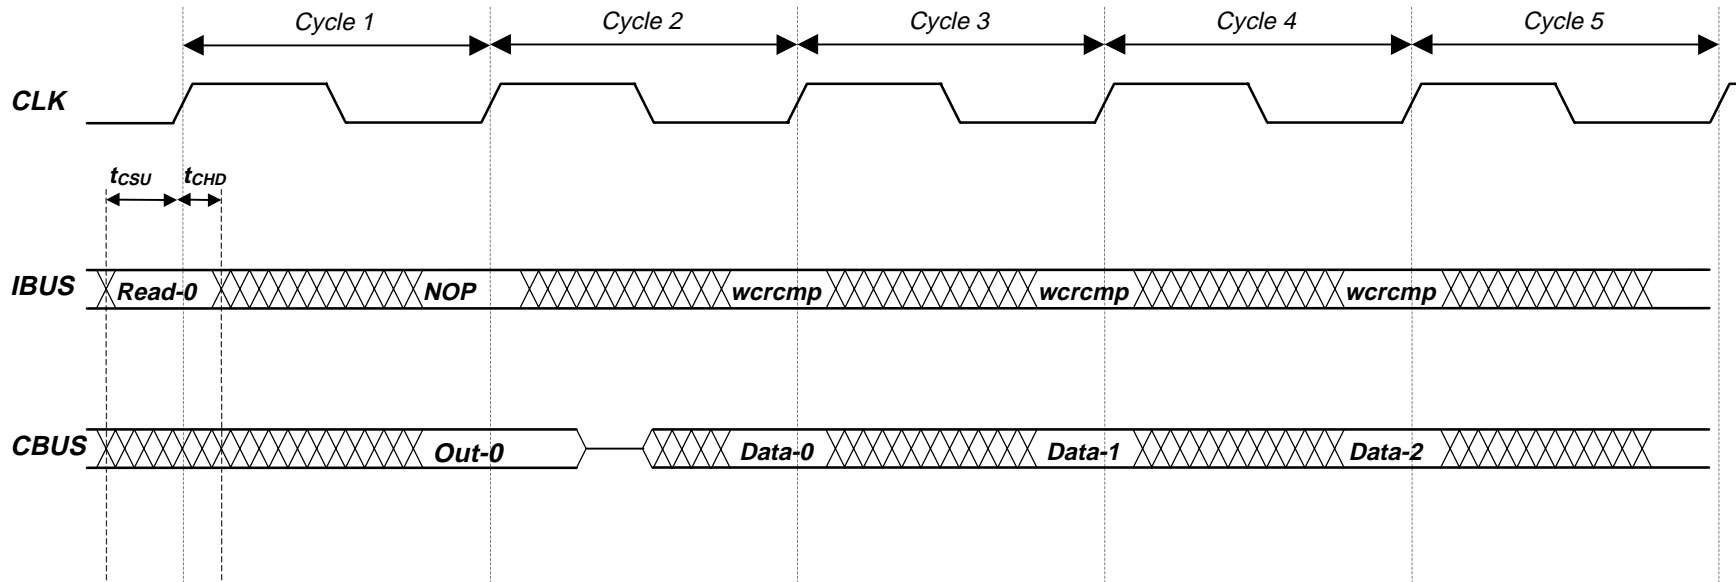 Cycle 1 Cycle 2 Cycle 3 Cycle 4 Cycle 5
CLK
tCSU tCHD
IBUS Read-0 NOP wcrcmp wcrcmp wcrcmp
CBUS Out-0 Data-0 Data-1 Data-2